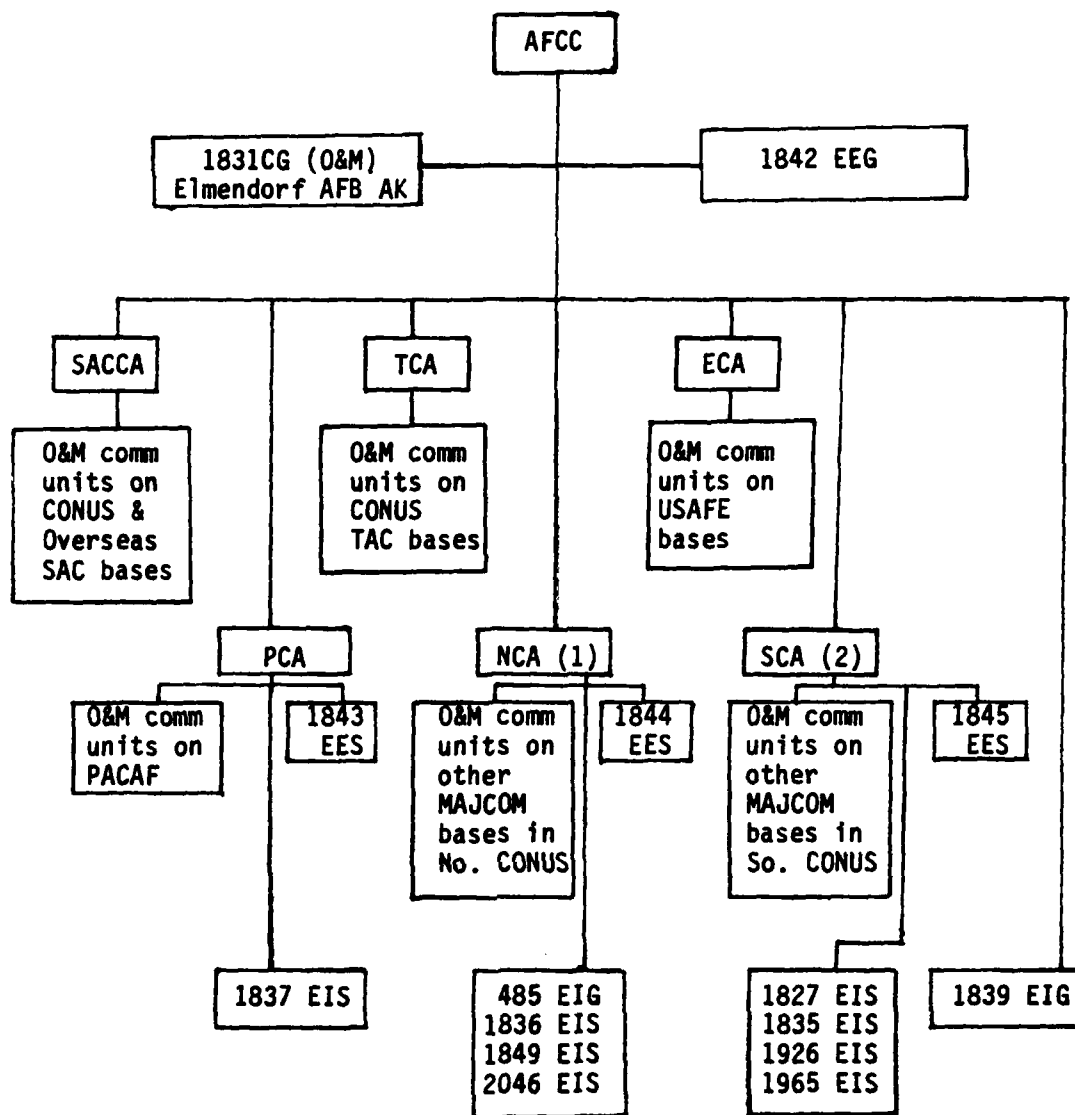 AFCC
1831CG (O&M)
Elmendorf AFB AK
1842 EEG
SACCA
TCA
ECA
O&M comm
units on
CONUS &
Overseas
SAC bases
O&M comm
units on
CONUS
TAC bases
O&M comm
units on
USAFE
bases
PCA
NCA (1)
SCA (2)
O&M comm
units on
PACAF
1843
EES
O&M comm
units on
other
MAJCOM
bases in
No. CONUS
1844
EES
O&M comm
units on
other
MAJCOM
bases in
So. CONUS
1845
EES
1837 EIS
485 EIG
1836 EIS
1849 EIS
2046 EIS
1827 EIS
1835 EIS
1926 EIS
1965 EIS
1839 EIG